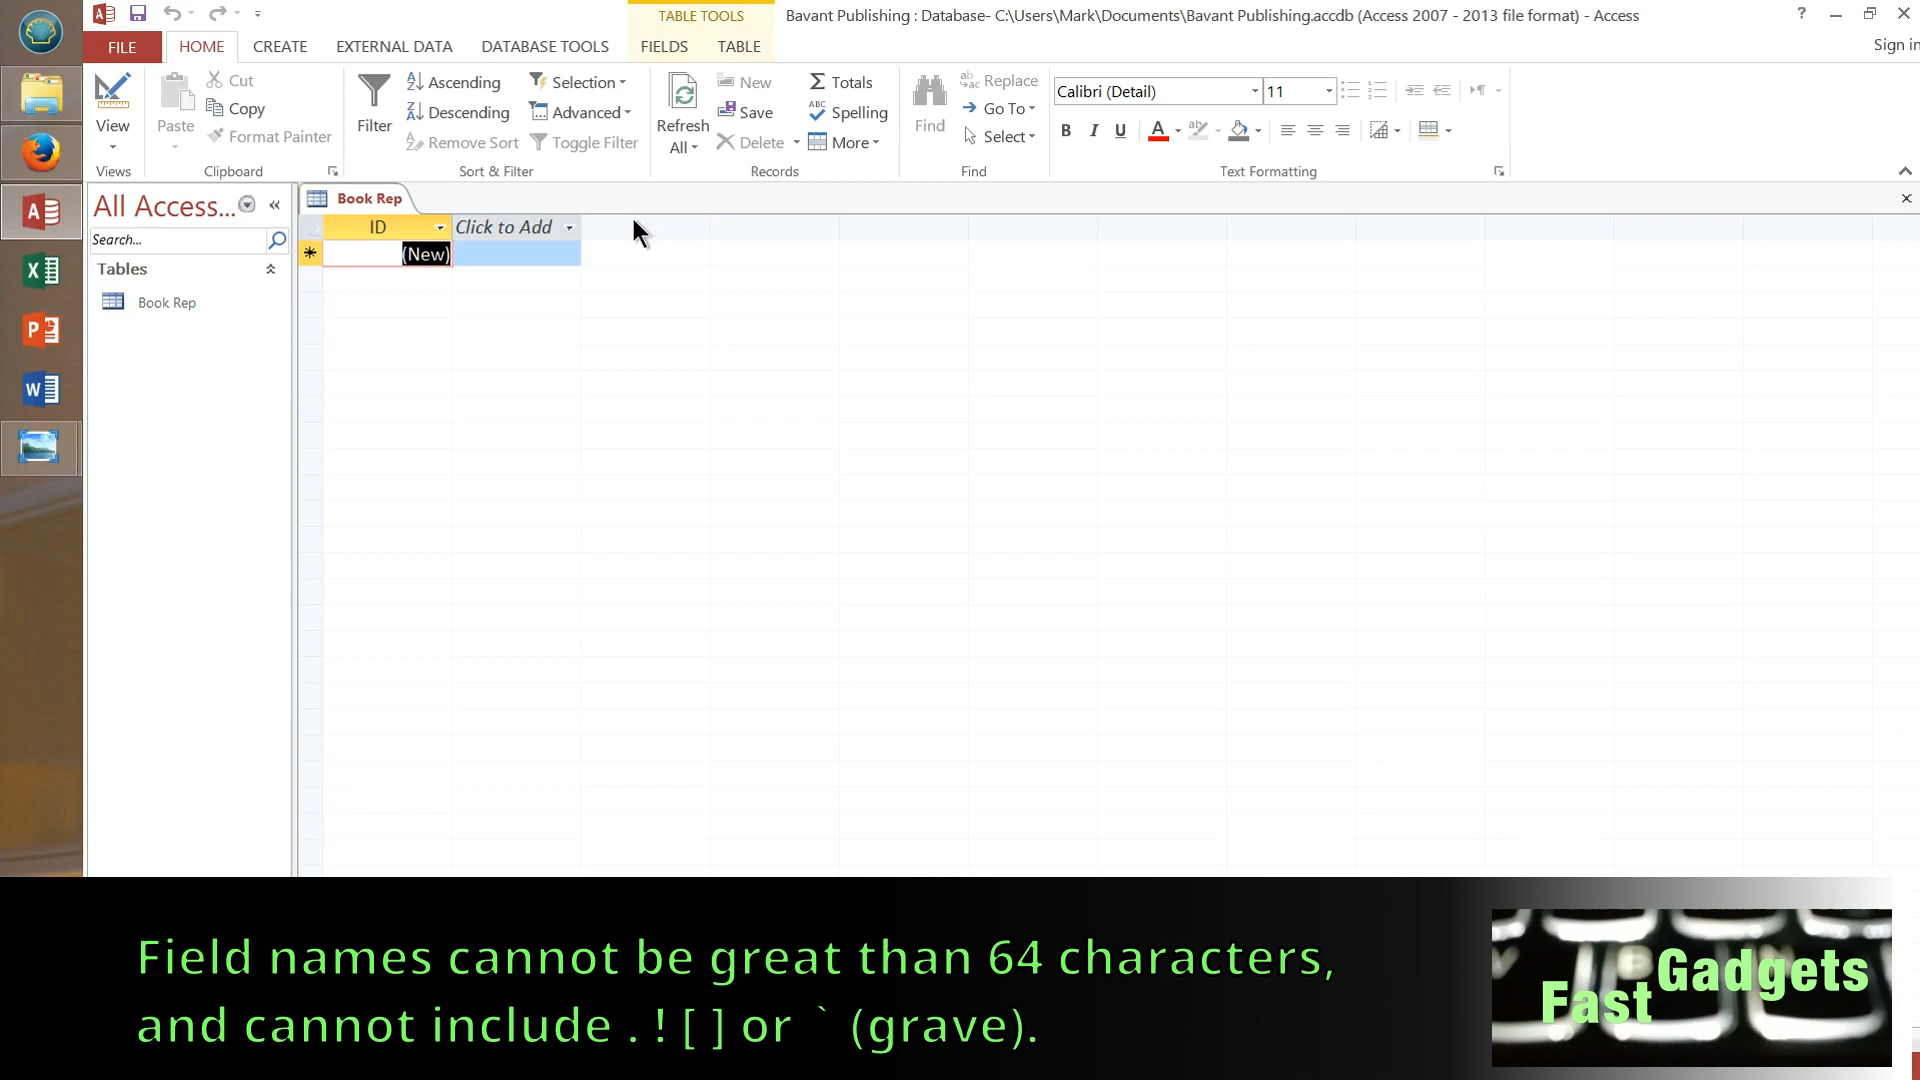 TABLE TOOLS
Bavant Publishing : Database- C:\Users\Mark\Documents\Bavant Publishing.accdb (Access 2007 - 2013 file format) - Access
?
FILE HOME CREATE EXTERNAL DATA DATABASE TOOLS FIELDS TABLE
Sign in
View
Views
Paste
Cut
Copy
Format Painter
Clipboard
Filter
Ascending
Descending
Remove Sort
Selection
Advanced
Toggle Filter
Sort & Filter
Refresh
All
New
Save
Delete
Totals
Spelling
More
Records
Find
Replace
Go To
Select
Find
Calibri (Detail) 11
B I U A
Text Formatting
All Access...
Search...
Tables
Book Rep
Book Rep
ID Click to Add
(New)
Field names cannot be great than 64 characters,
and cannot include . ! [ ] or ` (grave).
Fast Gadgets